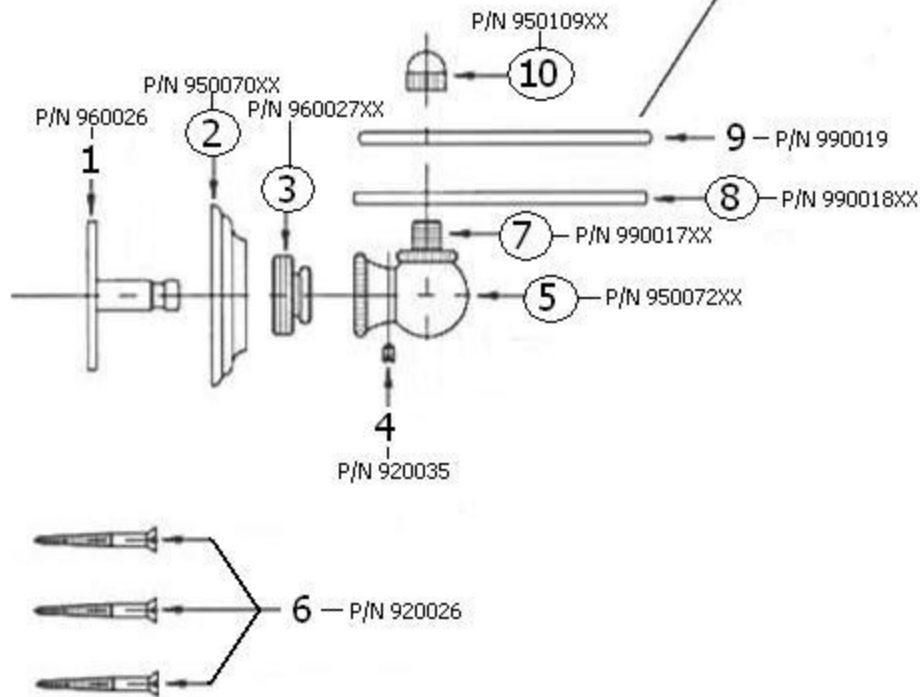 P/N 950109XX
10
P/N 950070XX
2
P/N 960026
1
P/N 960027XX
3
9 P/N 990019
8 P/N 990018XX
7 P/N 990017XX
5 P/N 950072XX
4
P/N 920035
6 P/N 920026